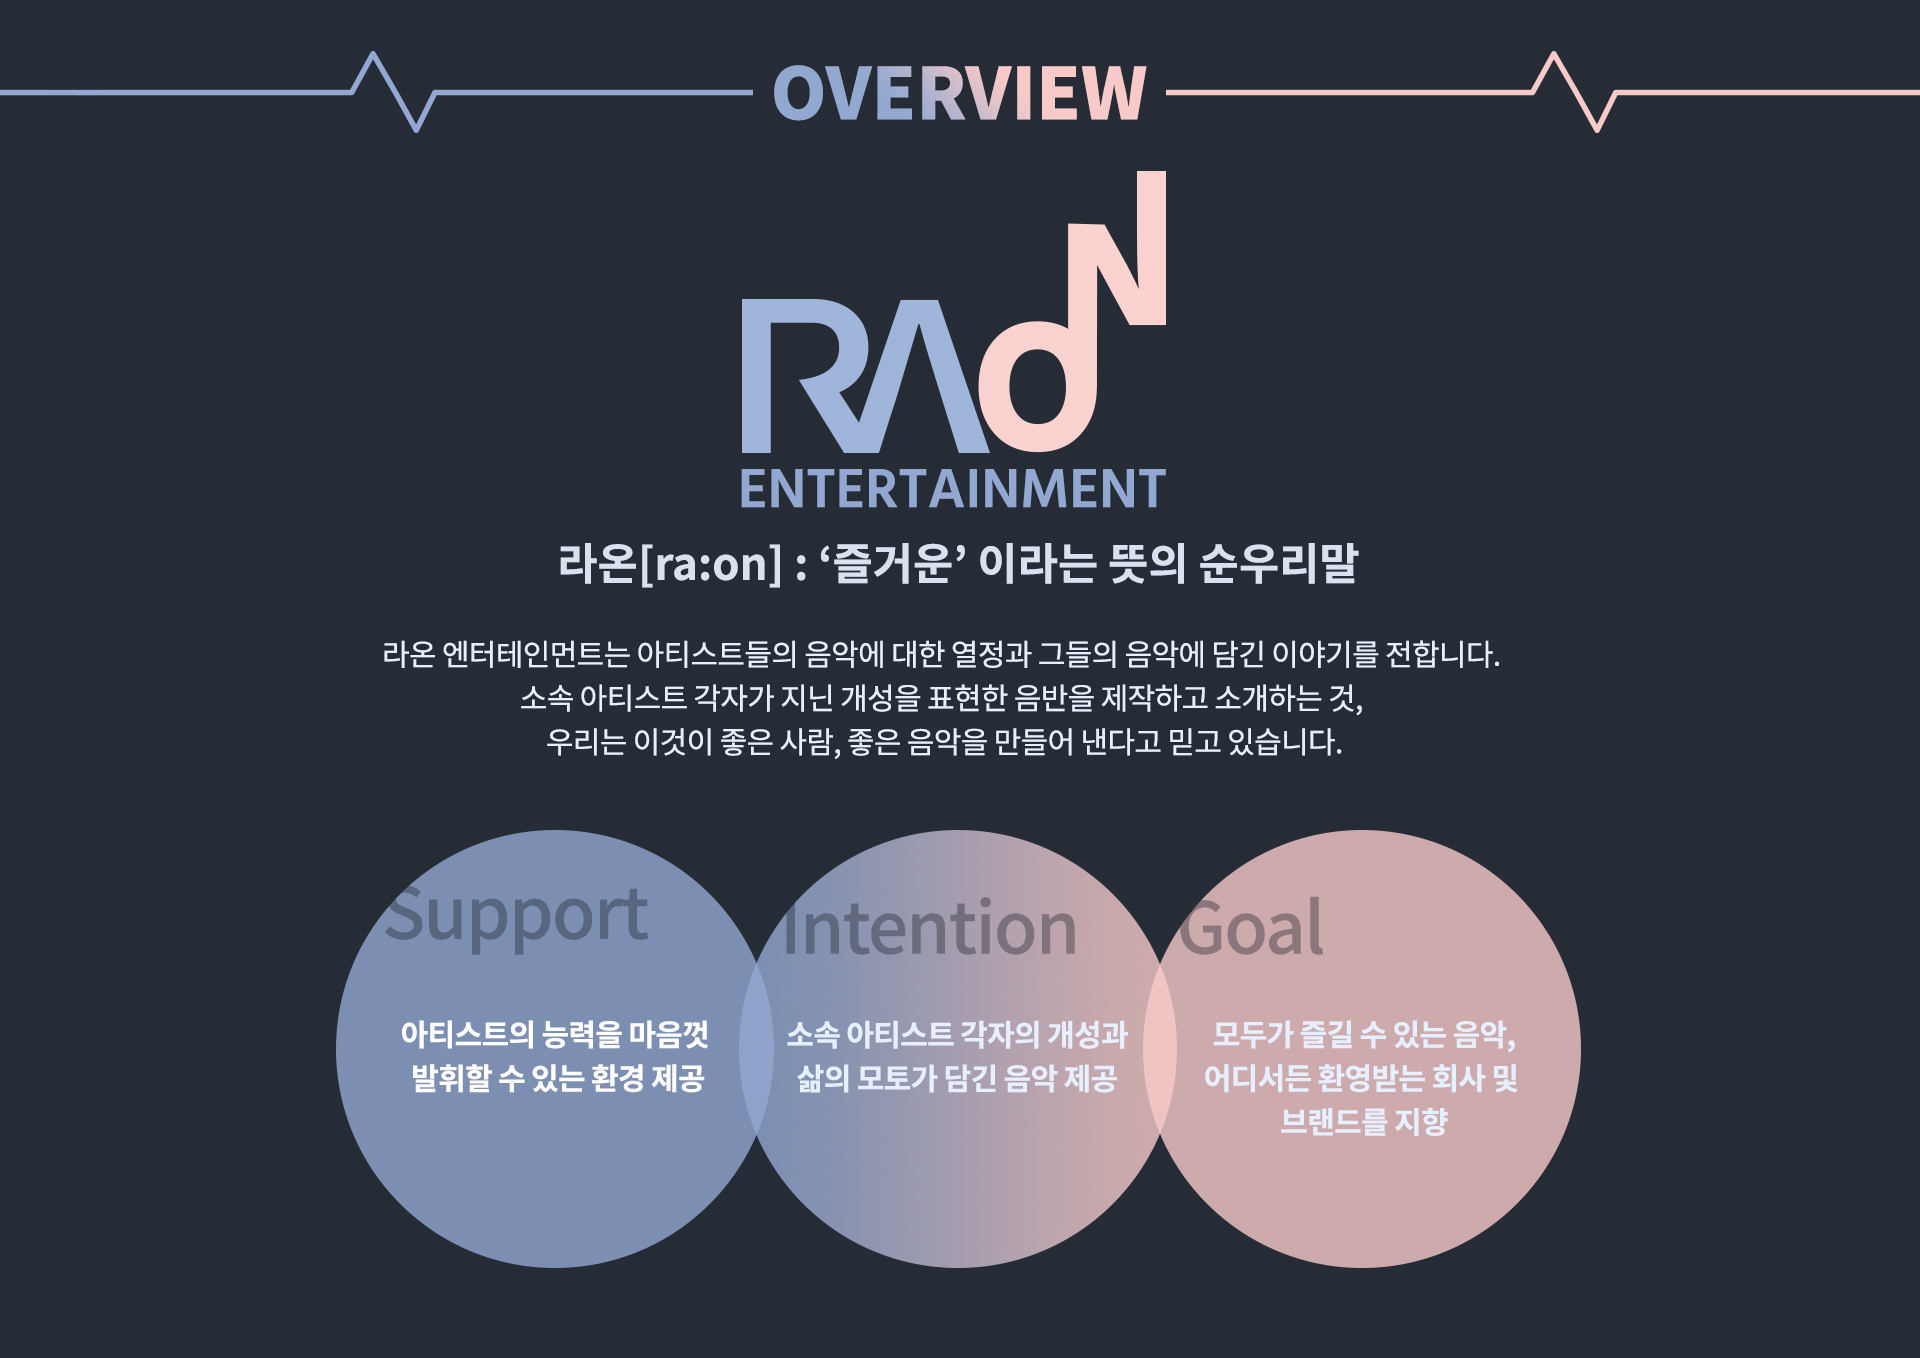 OVERVIEW
RAON
ENTERTAINMENT
라온[ra:on] : ‘즐거운’ 이라는 뜻의 순우리말
라온 엔터테인먼트는 아티스트들의 음악에 대한 열정과 그들의 음악에 담긴 이야기를 전합니다.
소속 아티스트 각자가 지닌 개성을 표현한 음반을 제작하고 소개하는 것,
우리는 이것이 좋은 사람, 좋은 음악을 만들어 낸다고 믿고 있습니다.
Support
아티스트의 능력을 마음껏
발휘할 수 있는 환경 제공
Intention
소속 아티스트 각자의 개성과
삶의 모토가 담긴 음악 제공
Goal
모두가 즐길 수 있는 음악,
어디서든 환영받는 회사 및
브랜드를 지향